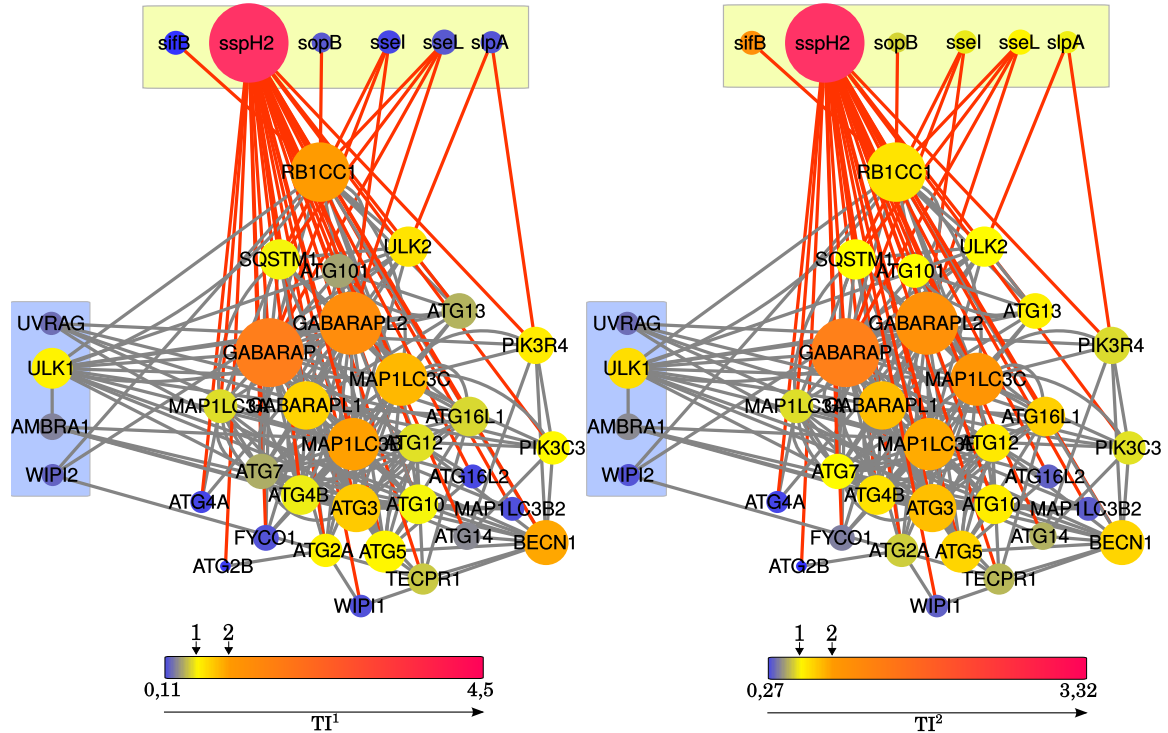 sifB
sspH2
sopB
sseI
sseL
slpA
RB1CC1
SQSTM1
ATG101
ULK2
UVRAG
ULK1
AMBRA1
WIPI2
GABARAPL2
ATG13
GABARAP
PIK3R4
MAP1LC3C
MAP1LC3A
GABARAPL1
ATG16L1
MAP1LC3B
ATG12
PIK3C3
ATG7
ATG16L2
ATG4A
ATG4B
ATG3
ATG10
MAP1LC3B2
FYCO1
ATG2A
ATG5
ATG14
BECN1
ATG2B
TECPR1
WIPI1
1 2
0,11 4,5
TI¹
sifB
sspH2
sopB
sseI
sseL
slpA
RB1CC1
SQSTM1
ATG101
ULK2
UVRAG
ULK1
AMBRA1
WIPI2
GABARAPL2
ATG13
GABARAP
PIK3R4
MAP1LC3C
MAP1LC3A
GABARAPL1
ATG16L1
MAP1LC3B
ATG12
PIK3C3
ATG7
ATG16L2
ATG4A
ATG4B
ATG3
ATG10
MAP1LC3B2
FYCO1
ATG2A
ATG5
ATG14
BECN1
ATG2B
TECPR1
WIPI1
1 2
0,27 3,32
TI²